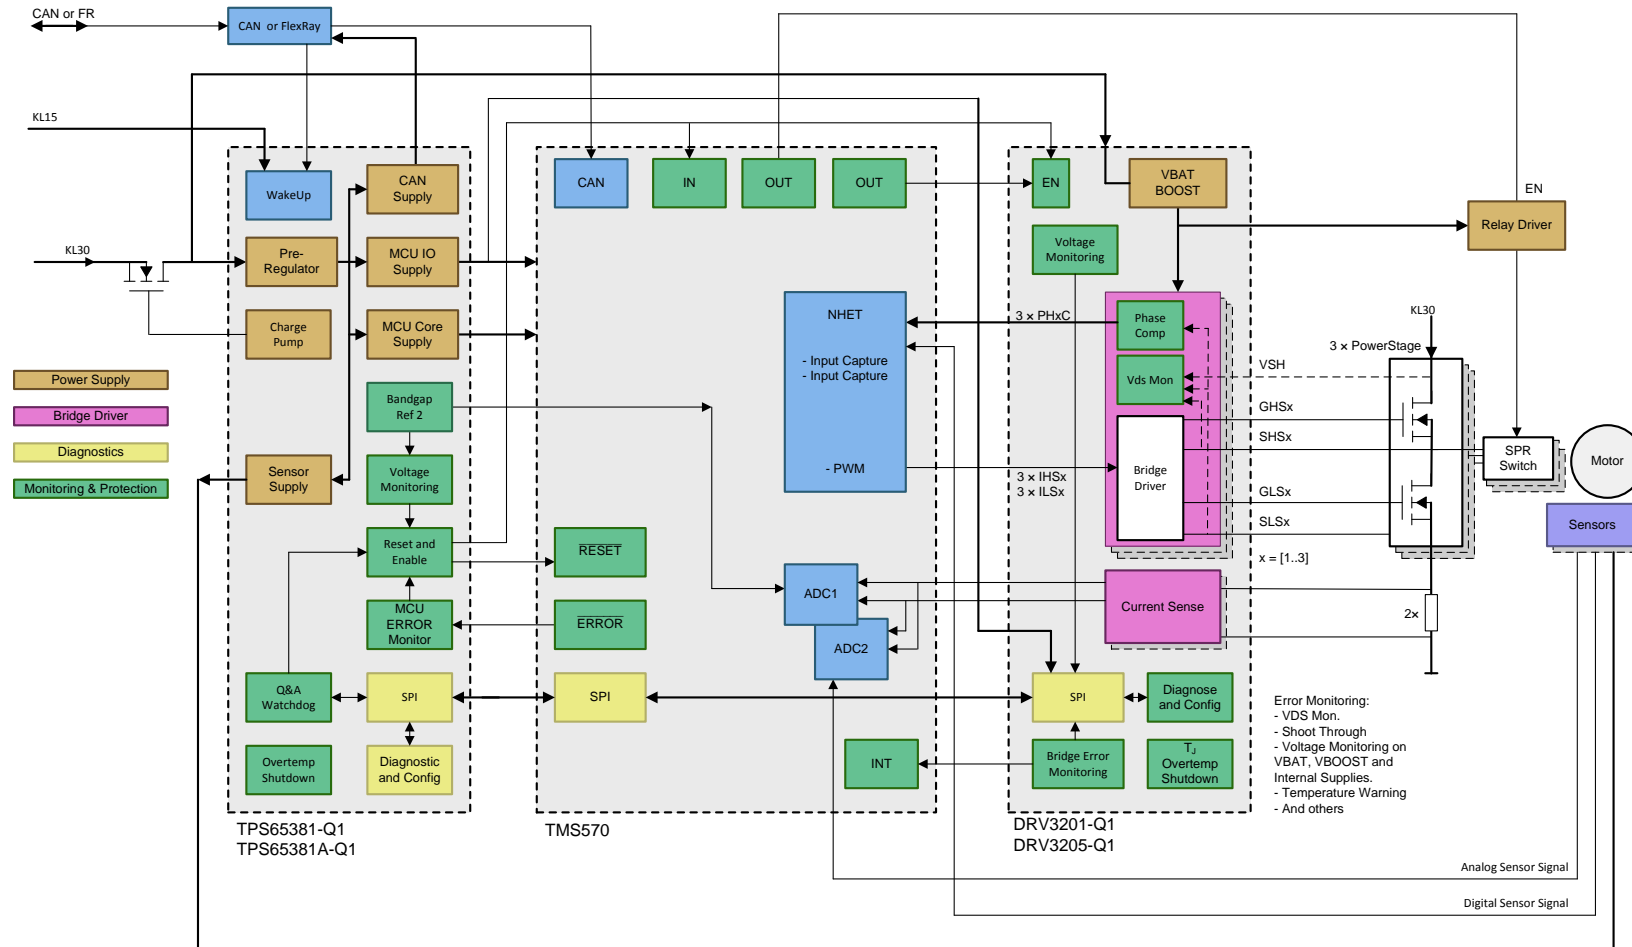 CAN or FR
CAN or FlexRay
KL15
WakeUp
CAN
Supply
KL30
Pre-
Regulator
MCU IO
Supply
Charge
Pump
MCU Core
Supply
Power Supply
Bridge Driver
Diagnostics
Monitoring & Protection
Bandgap
Ref 2
Sensor
Supply
Voltage
Monitoring
Reset and
Enable
MCU
ERROR
Monitor
Q&A
Watchdog
SPI
Overtemp
Shutdown
Diagnostic
and Config
TPS65381-Q1
TPS65381A-Q1
CAN
IN
OUT
OUT
NHET
- Input Capture
- Input Capture
- PWM
RESET
ERROR
ADC1
ADC2
SPI
INT
TMS570
EN
VBAT
BOOST
Voltage
Monitoring
3 × PHxC
Phase
Comp
Vds Mon
Bridge
Driver
3 × IHSx
3 × ILSx
Current Sense
SPI
Diagnose
and Config
Bridge Error
Monitoring
TJ
Overtemp
Shutdown
DRV3201-Q1
DRV3205-Q1
EN
Relay Driver
KL30
3 × PowerStage
VSH
GHSx
SHSx
GLSx
SLSx
x = [1..3]
2×
SPR
Switch
Motor
Sensors
Error Monitoring:
- VDS Mon.
- Shoot Through
- Voltage Monitoring on
VBAT, VBOOST and
Internal Supplies.
- Temperature Warning
- And others
Analog Sensor Signal
Digital Sensor Signal